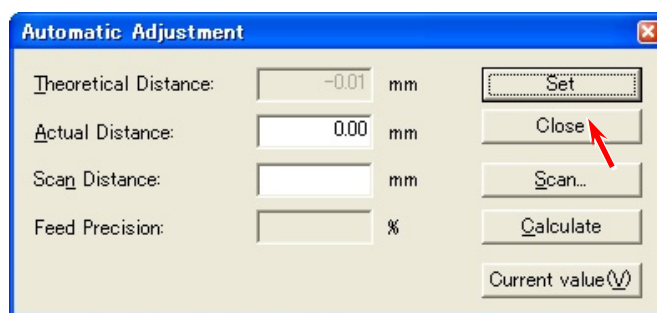 Automatic Adjustment
Theoretical Distance: -0.01 mm Set
Actual Distance: 0.00 mm Close
Scan Distance: mm Scan...
Feed Precision: % Calculate
Current value(V)